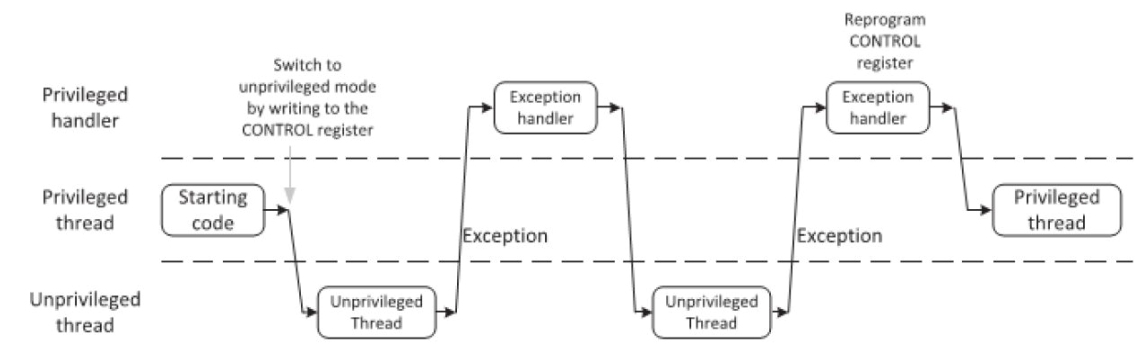 Reprogram
CONTROL
register
Switch to
unprivileged mode
by writing to the
CONTROL register
Privileged
handler
Exception
handler
Exception
handler
Privileged
thread
Starting
code
Exception
Exception
Privileged
thread
Unprivileged
thread
Unprivileged
Thread
Unprivileged
Thread